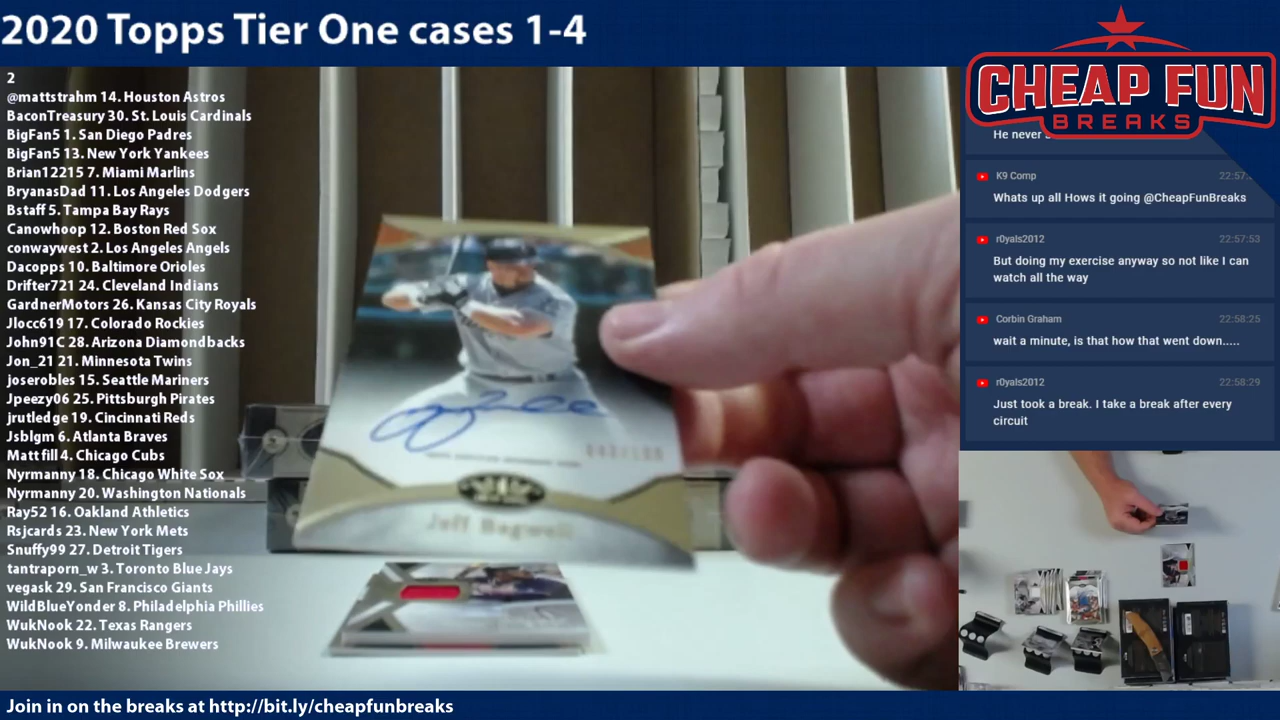 2020 Topps Tier One cases 1-4
2
@mattstrahm 14. Houston Astros
BaconTreasury 30. St. Louis Cardinals
BigFan5 1. San Diego Padres
BigFan5 13. New York Yankees
Brian12215 7. Miami Marlins
BryanasDad 11. Los Angeles Dodgers
Bstaff 5. Tampa Bay Rays
Canowhoop 12. Boston Red Sox
conwaywest 2. Los Angeles Angels
Dacopps 10. Baltimore Orioles
Drifter721 24. Cleveland Indians
GardnerMotors 26. Kansas City Royals
Jlocc619 17. Colorado Rockies
John91C 28. Arizona Diamondbacks
Jon_21 21. Minnesota Twins
joserobles 15. Seattle Mariners
Jpeezy06 25. Pittsburgh Pirates
jrutledge 19. Cincinnati Reds
Jsblgm 6. Atlanta Braves
Matt fill 4. Chicago Cubs
Nyrmanny 18. Chicago White Sox
Nyrmanny 20. Washington Nationals
Ray52 16. Oakland Athletics
Rsjcards 23. New York Mets
Snuffy99 27. Detroit Tigers
tantraporn_w 3. Toronto Blue Jays
vegask 29. San Francisco Giants
WildBlueYonder 8. Philadelphia Phillies
WukNook 22. Texas Rangers
WukNook 9. Milwaukee Brewers
Jeff Bagwell
CHEAP FUN
BREAKS
He never
K9 Comp 22:57:
Whats up all Hows it going @CheapFunBreaks
r0yals2012 22:57:53
But doing my exercise anyway so not like I can
watch all the way
Corbin Graham 22:58:25
wait a minute, is that how that went down.....
r0yals2012 22:58:29
Just took a break. I take a break after every
circuit
Join in on the breaks at http://bit.ly/cheapfunbreaks